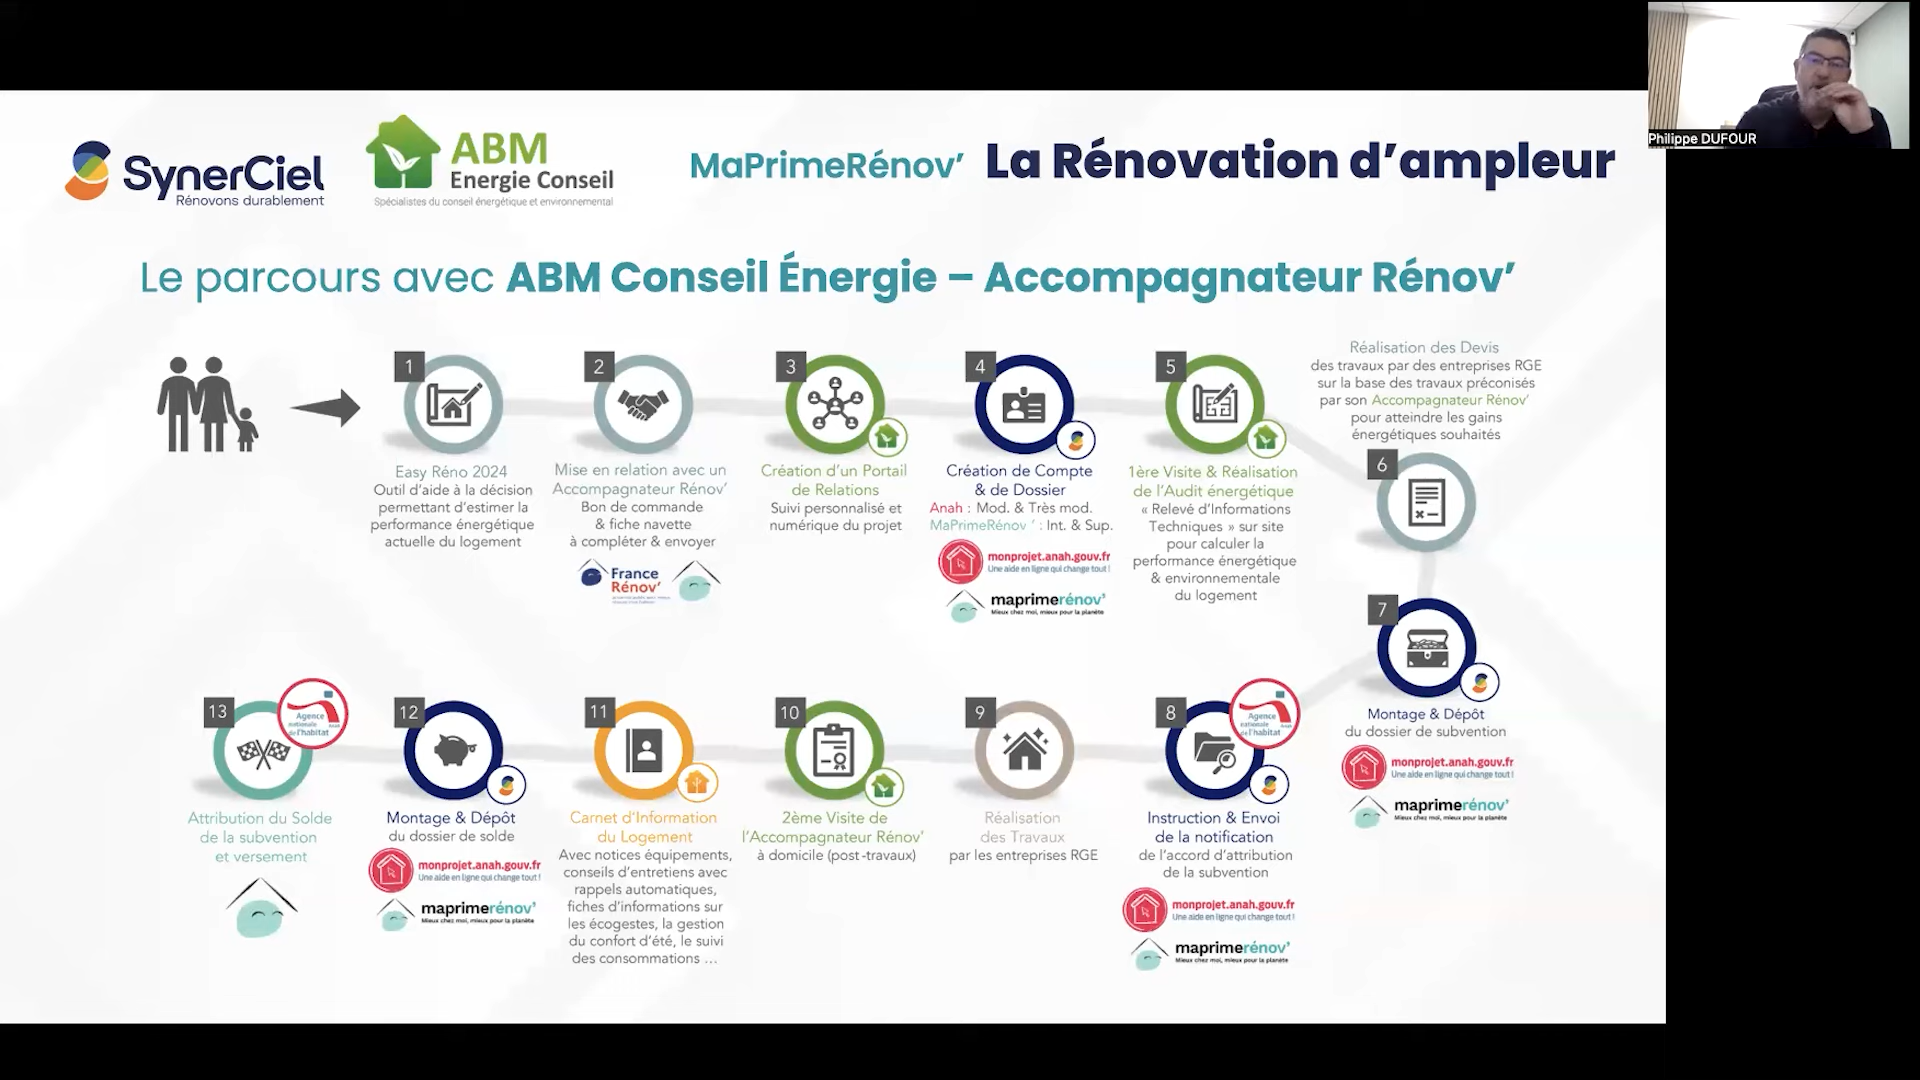 Philippe DUFOUR
SynerCiel
Rénovons durablement
ABM
Energie Conseil
Spécialistes du conseil énergétique et environnemental
MaPrimeRénov’ La Rénovation d’ampleur
Le parcours avec ABM Conseil Énergie – Accompagnateur Rénov’
1
Easy Réno 2024
Outil d’aide à la décision
permettant d’estimer la
performance énergétique
actuelle du logement
2
Mise en relation avec un
Accompagnateur Rénov’
Bon de commande
& fiche navette
à compléter & envoyer
France
Rénov’
3
Création d’un Portail
de Relations
Suivi personnalisé et
numérique du projet
4
Création de Compte
& de Dossier
Anah : Mod. & Très mod.
MaPrimeRénov ’ : Int. & Sup.
monprojet.anah.gouv.fr
Une aide en ligne qui change tout !
maprimerénov’
Mieux chez moi, mieux pour la planète
5
1ère Visite & Réalisation
de l’Audit énergétique
« Relevé d’Informations
Techniques » sur site
pour calculer la
performance énergétique
& environnementale
du logement
Réalisation des Devis
des travaux par des entreprises RGE
sur la base des travaux préconisés
par son Accompagnateur Rénov’
pour atteindre les gains
énergétiques souhaités
6
7
Montage & Dépôt
du dossier de subvention
monprojet.anah.gouv.fr
Une aide en ligne qui change tout !
maprimerénov’
Mieux chez moi, mieux pour la planète
8
Agence
nationale
de l’habitat
Instruction & Envoi
de la notification
de l’accord d’attribution
de la subvention
monprojet.anah.gouv.fr
Une aide en ligne qui change tout !
maprimerénov’
Mieux chez moi, mieux pour la planète
9
Réalisation
des Travaux
par les entreprises RGE
10
2ème Visite de
l’Accompagnateur Rénov’
à domicile (post-travaux)
11
Carnet d’Information
du Logement
Avec notices équipements,
conseils d’entretiens avec
rappels automatiques,
fiches d’informations sur
les écogestes, la gestion
du confort d’été, le suivi
des consommations ...
12
Montage & Dépôt
du dossier de solde
monprojet.anah.gouv.fr
Une aide en ligne qui change tout !
maprimerénov’
Mieux chez moi, mieux pour la planète
13
Agence
nationale
de l’habitat
Attribution du Solde
de la subvention
et versement